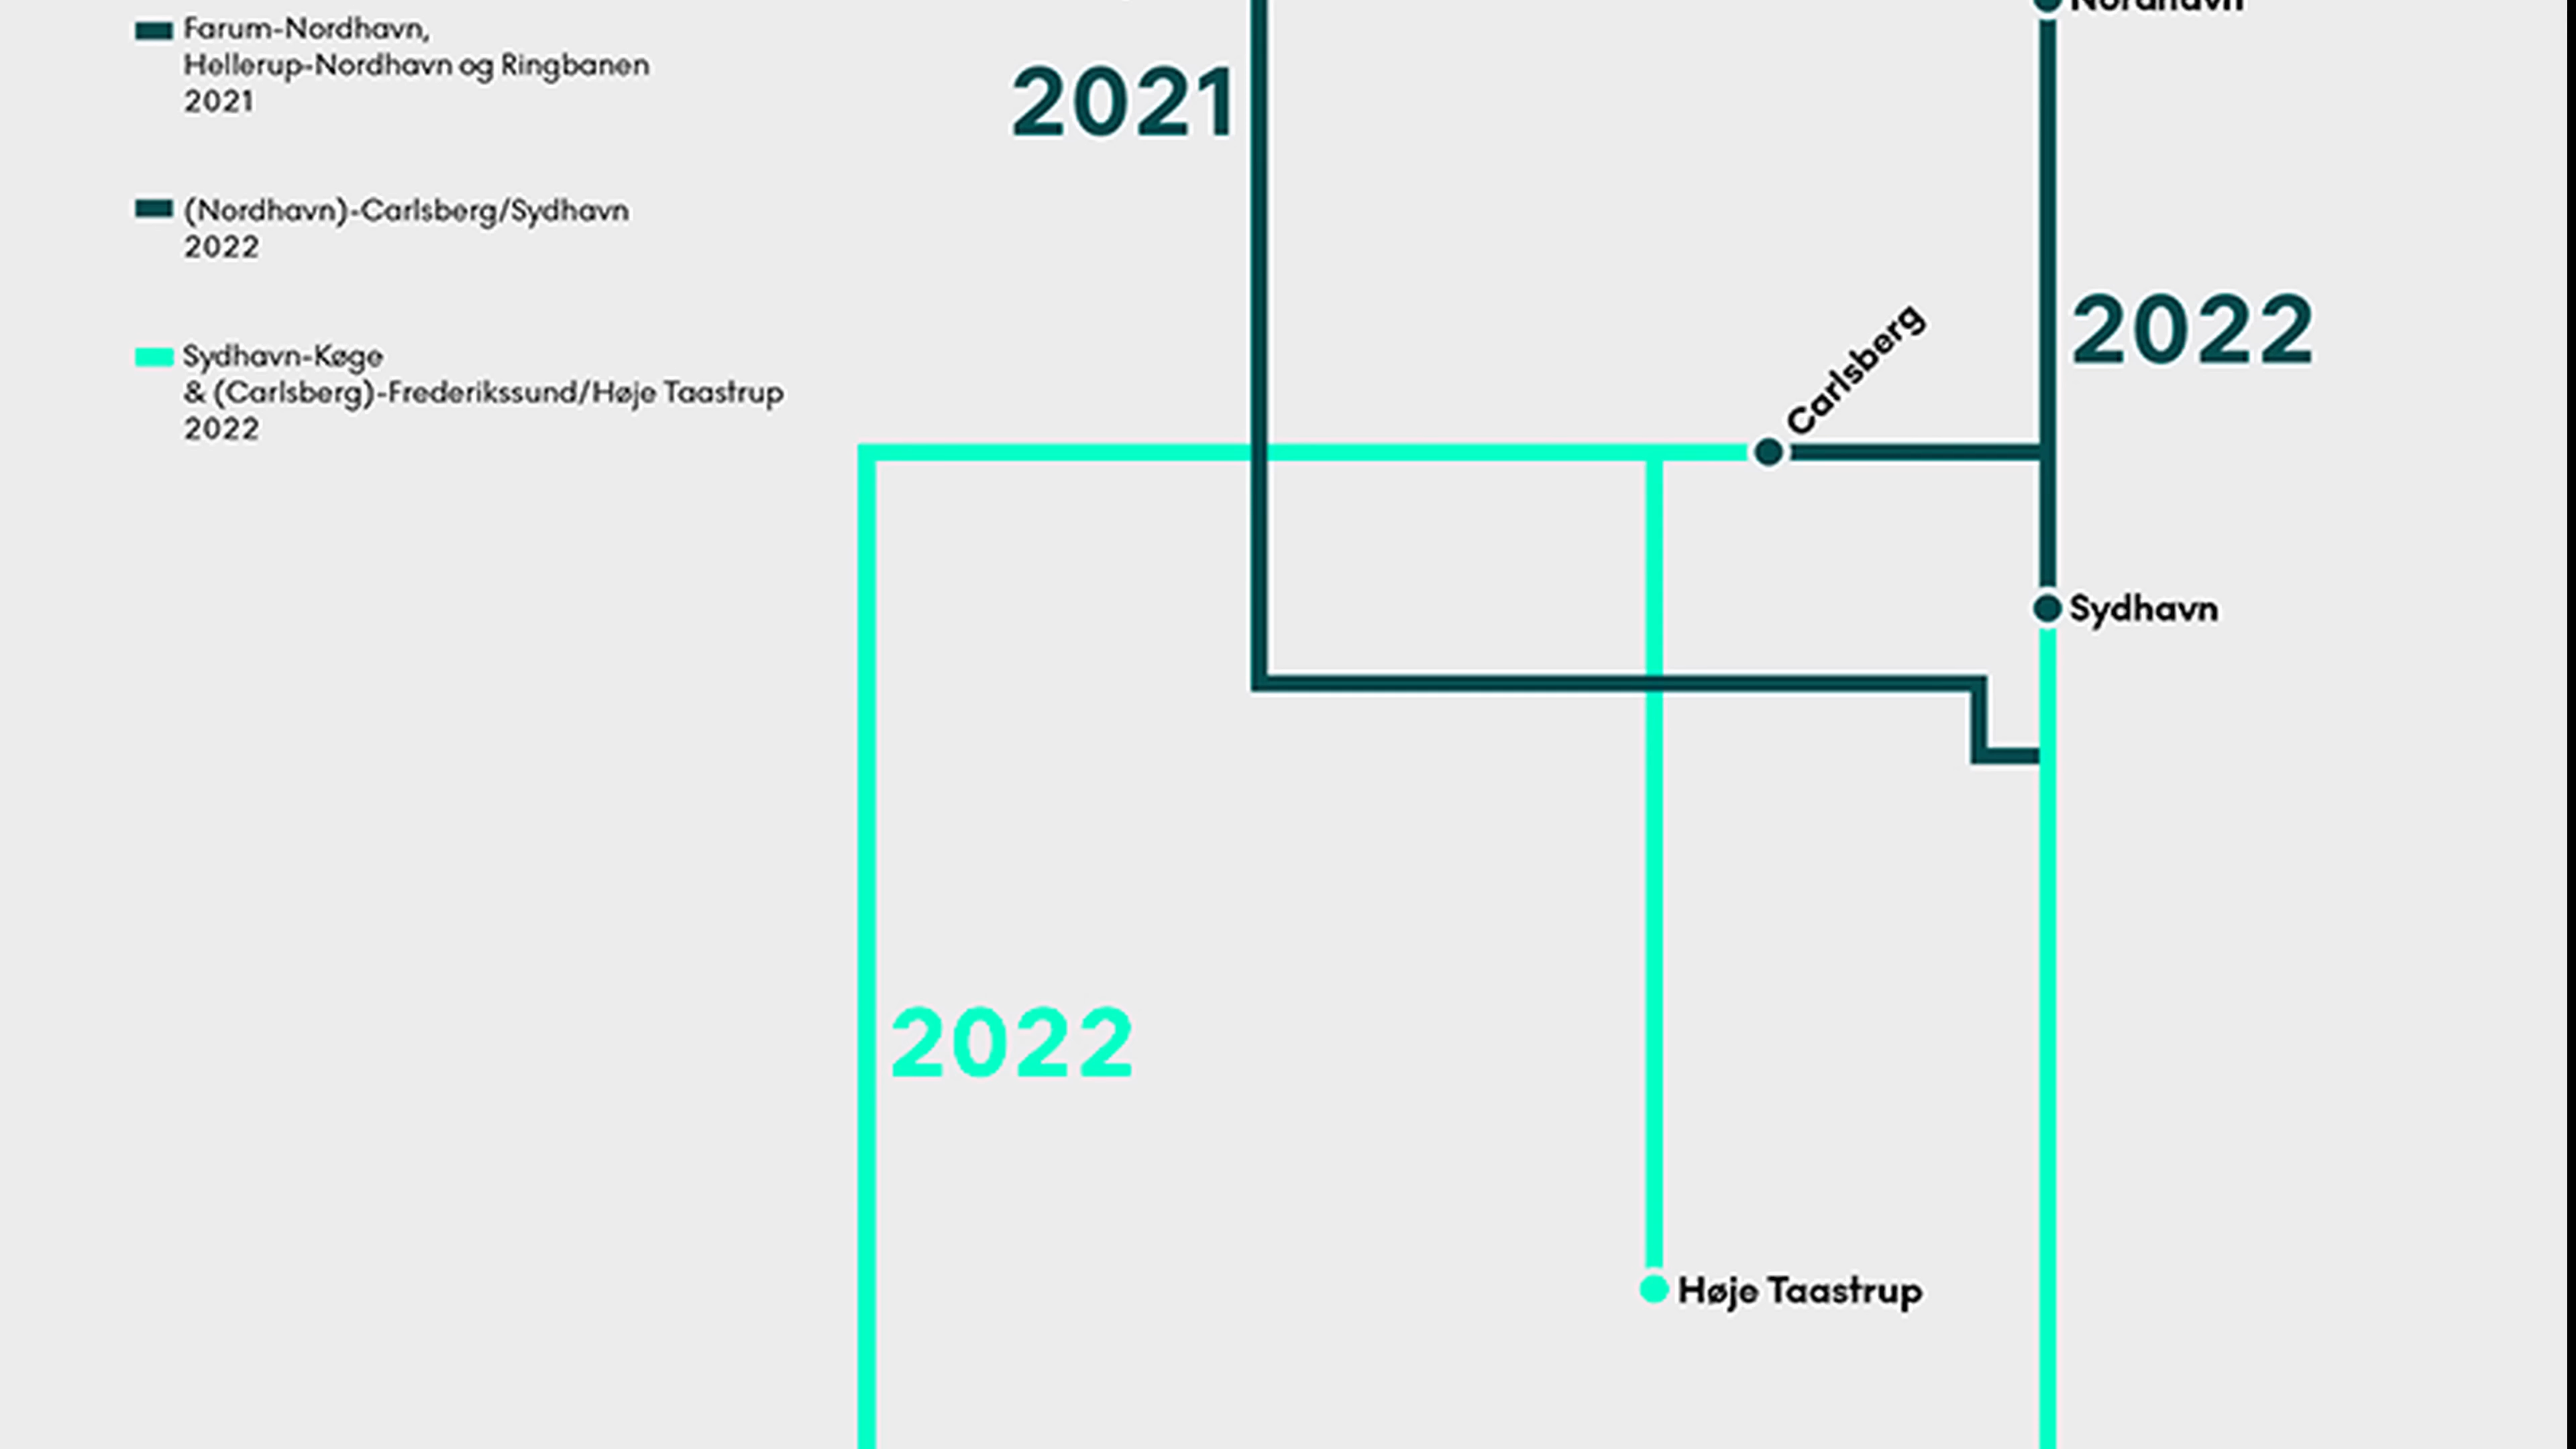 Farum-Nordhavn,
Hellerup-Nordhavn og Ringbanen
2021
(Nordhavn)-Carlsberg/Sydhavn
2022
Sydhavn-Køge
& (Carlsberg)-Frederikssund/Høje Taastrup
2022
Nordhavn
2021
2022
Carlsberg
Sydhavn
2022
Høje Taastrup